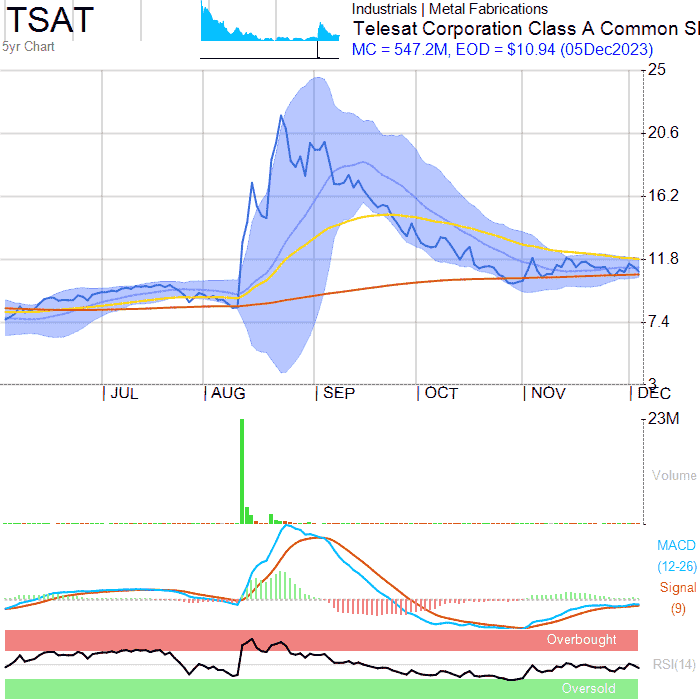 TSAT
5yr Chart
Industrials | Metal Fabrications
Telesat Corporation Class A Common
MC = 547.2M, EOD = $10.94 (05Dec2023)
25
20.6
16.2
11.8
7.4
3
JUL
AUG
SEP
OCT
NOV
DEC
23M
Volume
MACD
(12-26)
Signal
(9)
Overbought
RSI(14)
Oversold